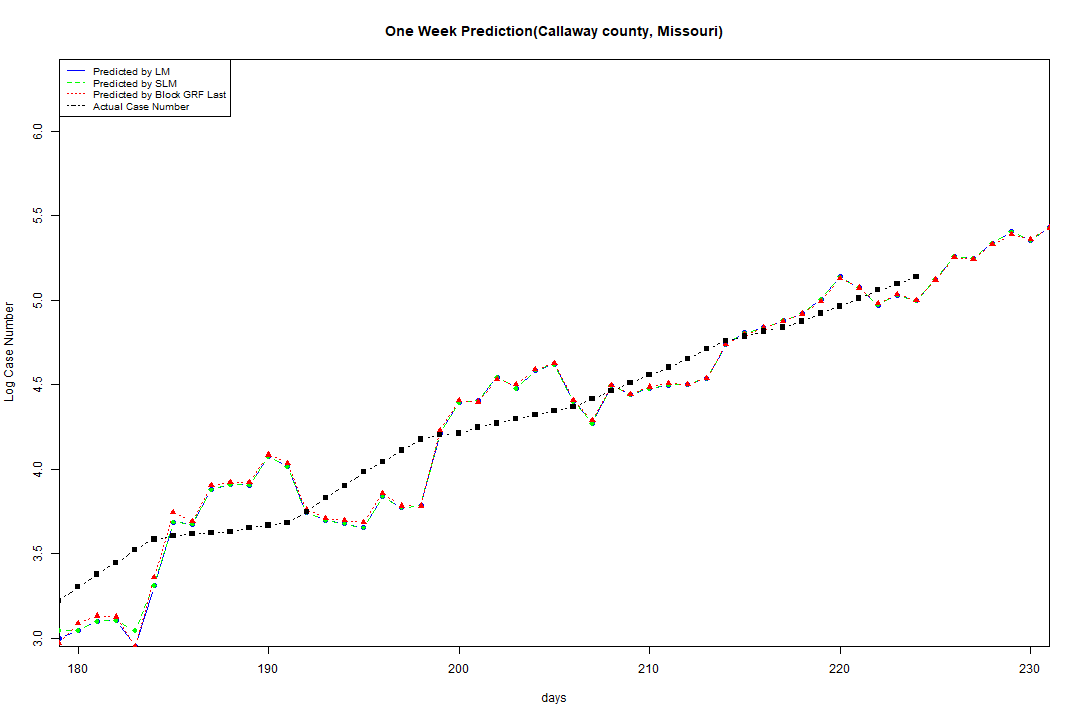 One Week Prediction(Callaway county, Missouri)
Predicted by LM
Predicted by SLM
Predicted by Block GRF Last
Actual Case Number
6.0
5.5
5.0
4.5
4.0
3.5
3.0
Log Case Number
180 190 200 210 220 230
days